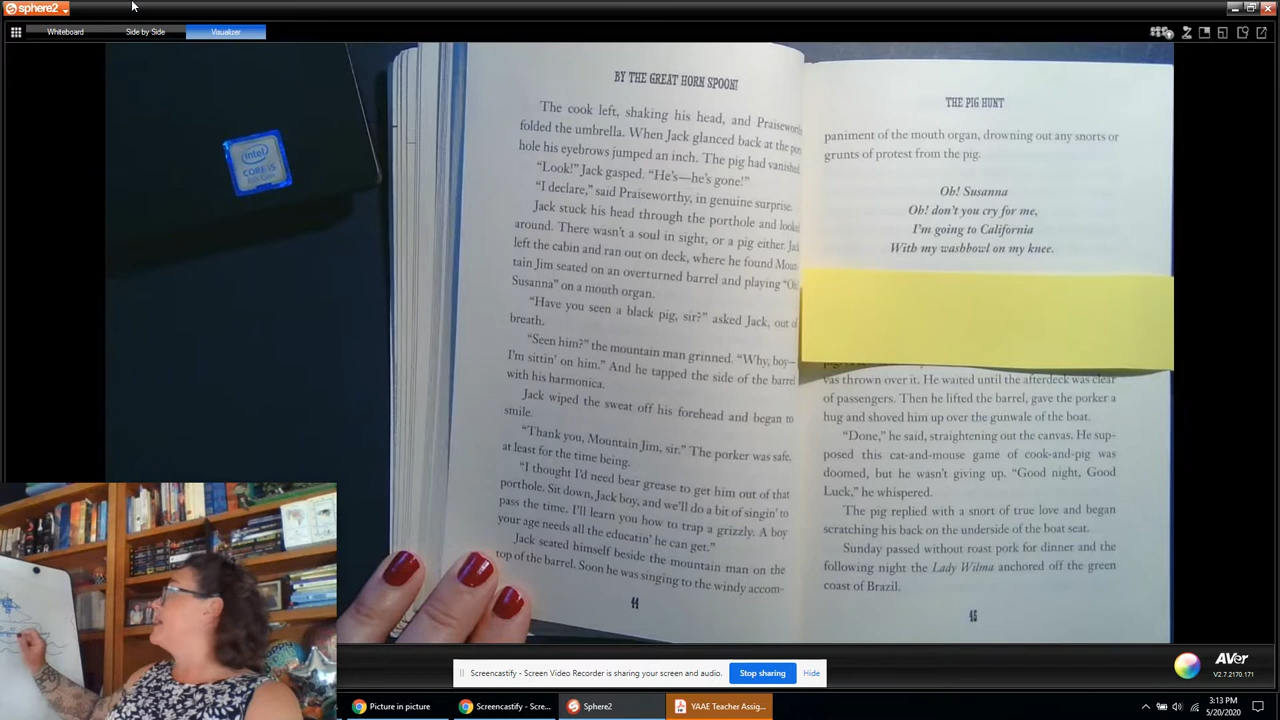 sphere2
Whiteboard
Side by Side
Visualizer
intel
CORE i5
8th Gen
BY THE GREAT HORN SPOON!
The cook left, shaking his head, and
folded the umbrella. When Jack glanced back at the
hole his eyebrows jumped an inch. The pig had vanished.
“Look!” Jack gasped. “He’s—he’s gone!”
“I declare,” said Praiseworthy, in genuine surprise.
Jack stuck his head through the porthole and looked
around. There wasn’t a soul in sight, or a pig either. Jack
left the cabin and ran out on deck, where he found Moun-
tain Jim seated on an overturned barrel and playing “Oh!
Susanna” on a mouth organ.
“Have you seen a black pig, sir?” asked Jack, out of
breath.
“Seen him?” the mountain man grinned. “Why, boy—
I’m sittin’ on him.” And he tapped the side of the barrel
with his harmonica.
Jack wiped the sweat off his forehead and began to
smile.
“Thank you, Mountain Jim, sir.” The porker was safe,
at least for the time being.
“I thought I’d need bear grease to get him out of that
porthole. Sit down, Jack boy, and we’ll do a bit of singin’ to
pass the time. I’ll learn you how to trap a grizzly. A boy
your age needs all the educatin’ he can get.”
Jack seated himself beside the mountain man on the
top of the barrel. Soon he was singing to the windy accom-
44
THE PIG HUNT
paniment of the mouth organ, drowning out any snorts or
grunts of protest from the pig.
Oh! Susanna
Oh! don’t you cry for me,
I’m going to California
With my washbowl on my knee.
vas thrown over it. He waited until the afterdeck was clear
of passengers. Then he lifted the barrel, gave the porker a
hug and shoved him up over the gunwale of the boat.
“Done,” he said, straightening out the canvas. He sup-
posed this cat-and-mouse game of cook-and-pig was
doomed, but he wasn’t giving up. “Good night, Good
Luck,” he whispered.
The pig replied with a snort of true love and began
scratching his back on the underside of the boat seat.
Sunday passed without roast pork for dinner and the
following night the Lady Wilma anchored off the green
coast of Brazil.
45
Screencastify - Screen Video Recorder is sharing your screen and audio.
Stop sharing
Hide
AVer
V2.7.2170.171
Picture in picture
Screencastify - Scre...
Sphere2
YAAE Teacher Assig...
3:13 PM
5/20/2020